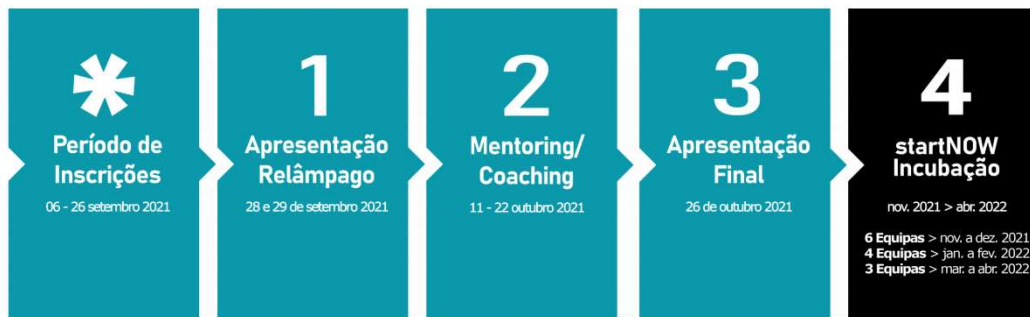 *
Período de
Inscrições
06 - 26 setembro 2021
1
Apresentação
Relâmpago
28 e 29 de setembro 2021
2
Mentoring/
Coaching
11 - 22 outubro 2021
3
Apresentação
Final
26 de outubro 2021
4
startNOW
Incubação
nov. 2021 > abr. 2022
6 Equipas > nov. a dez. 2021
4 Equipas > jan. a fev. 2022
3 Equipas > mar. a abr. 2022